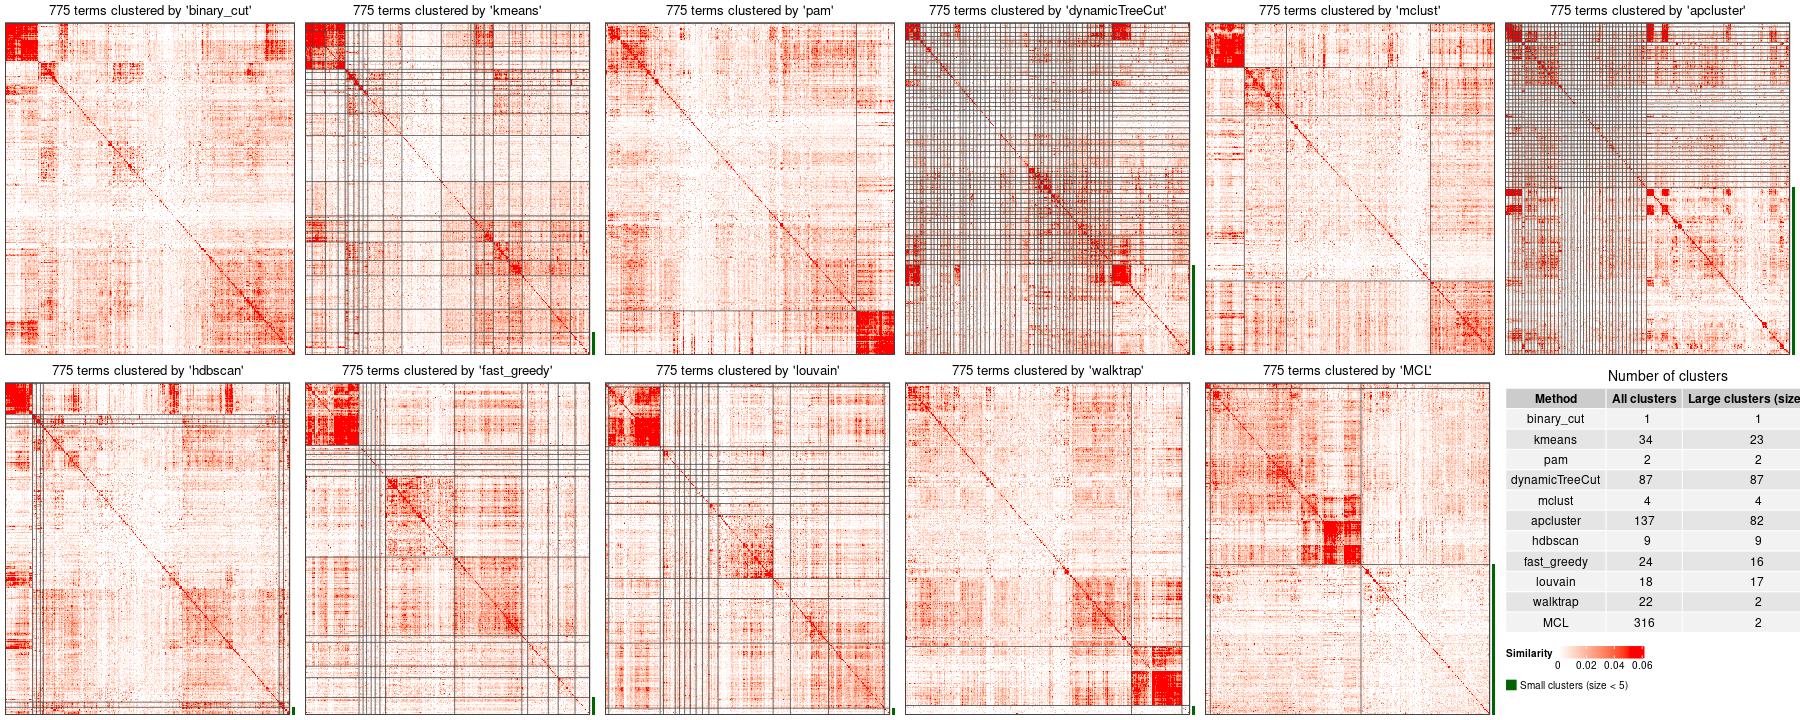 775 terms clustered by 'binary_cut'
775 terms clustered by 'kmeans'
775 terms clustered by 'pam'
775 terms clustered by 'dynamicTreeCut'
775 terms clustered by 'mclust'
775 terms clustered by 'apcluster'
775 terms clustered by 'hdbscan'
775 terms clustered by 'fast_greedy'
775 terms clustered by 'louvain'
775 terms clustered by 'walktrap'
775 terms clustered by 'MCL'
Number of clusters
Method All clusters Large clusters (size
binary_cut 1 1
kmeans 34 23
pam 2 2
dynamicTreeCut 87 87
mclust 4 4
apcluster 137 82
hdbscan 9 9
fast_greedy 24 16
louvain 18 17
walktrap 22 2
MCL 316 2
Similarity
0 0.02 0.04 0.06
Small clusters (size < 5)